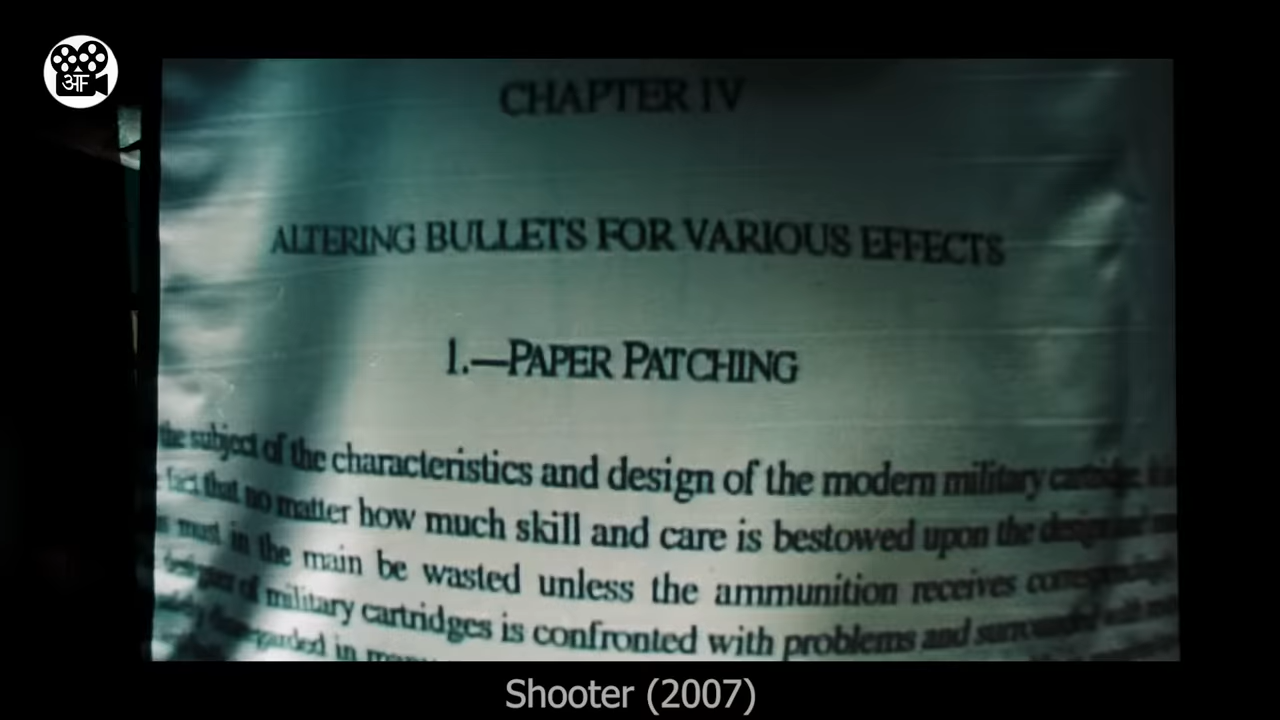 अF
CHAPTER IV
ALTERING BULLETS FOR VARIOUS EFFECTS
1.—PAPER PATCHING
the subject of the characteristics and design of the modern military
fact that no matter how much skill and care is bestowed upon the
must in the main be wasted unless the ammunition receives
of military cartridges is confronted with problems and
in
Shooter (2007)